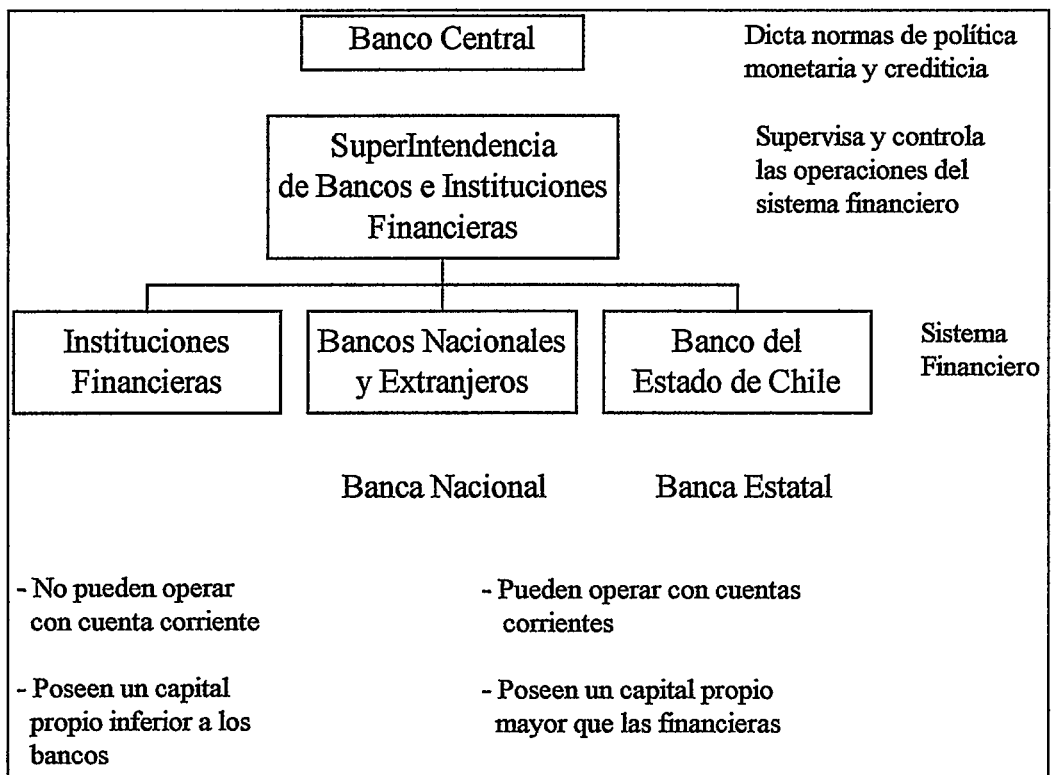 Banco Central
Dicta normas de política
monetaria y crediticia
SuperIntendencia
de Bancos e Instituciones
Financieras
Supervisa y controla
las operaciones del
sistema financiero
Instituciones
Financieras
Bancos Nacionales
y Extranjeros
Banco del
Estado de Chile
Sistema
Financiero
Banca Nacional
Banca Estatal
- No pueden operar
con cuenta corriente
- Poseen un capital
propio inferior a los
bancos
- Pueden operar con cuentas
corrientes
- Poseen un capital propio
mayor que las financieras